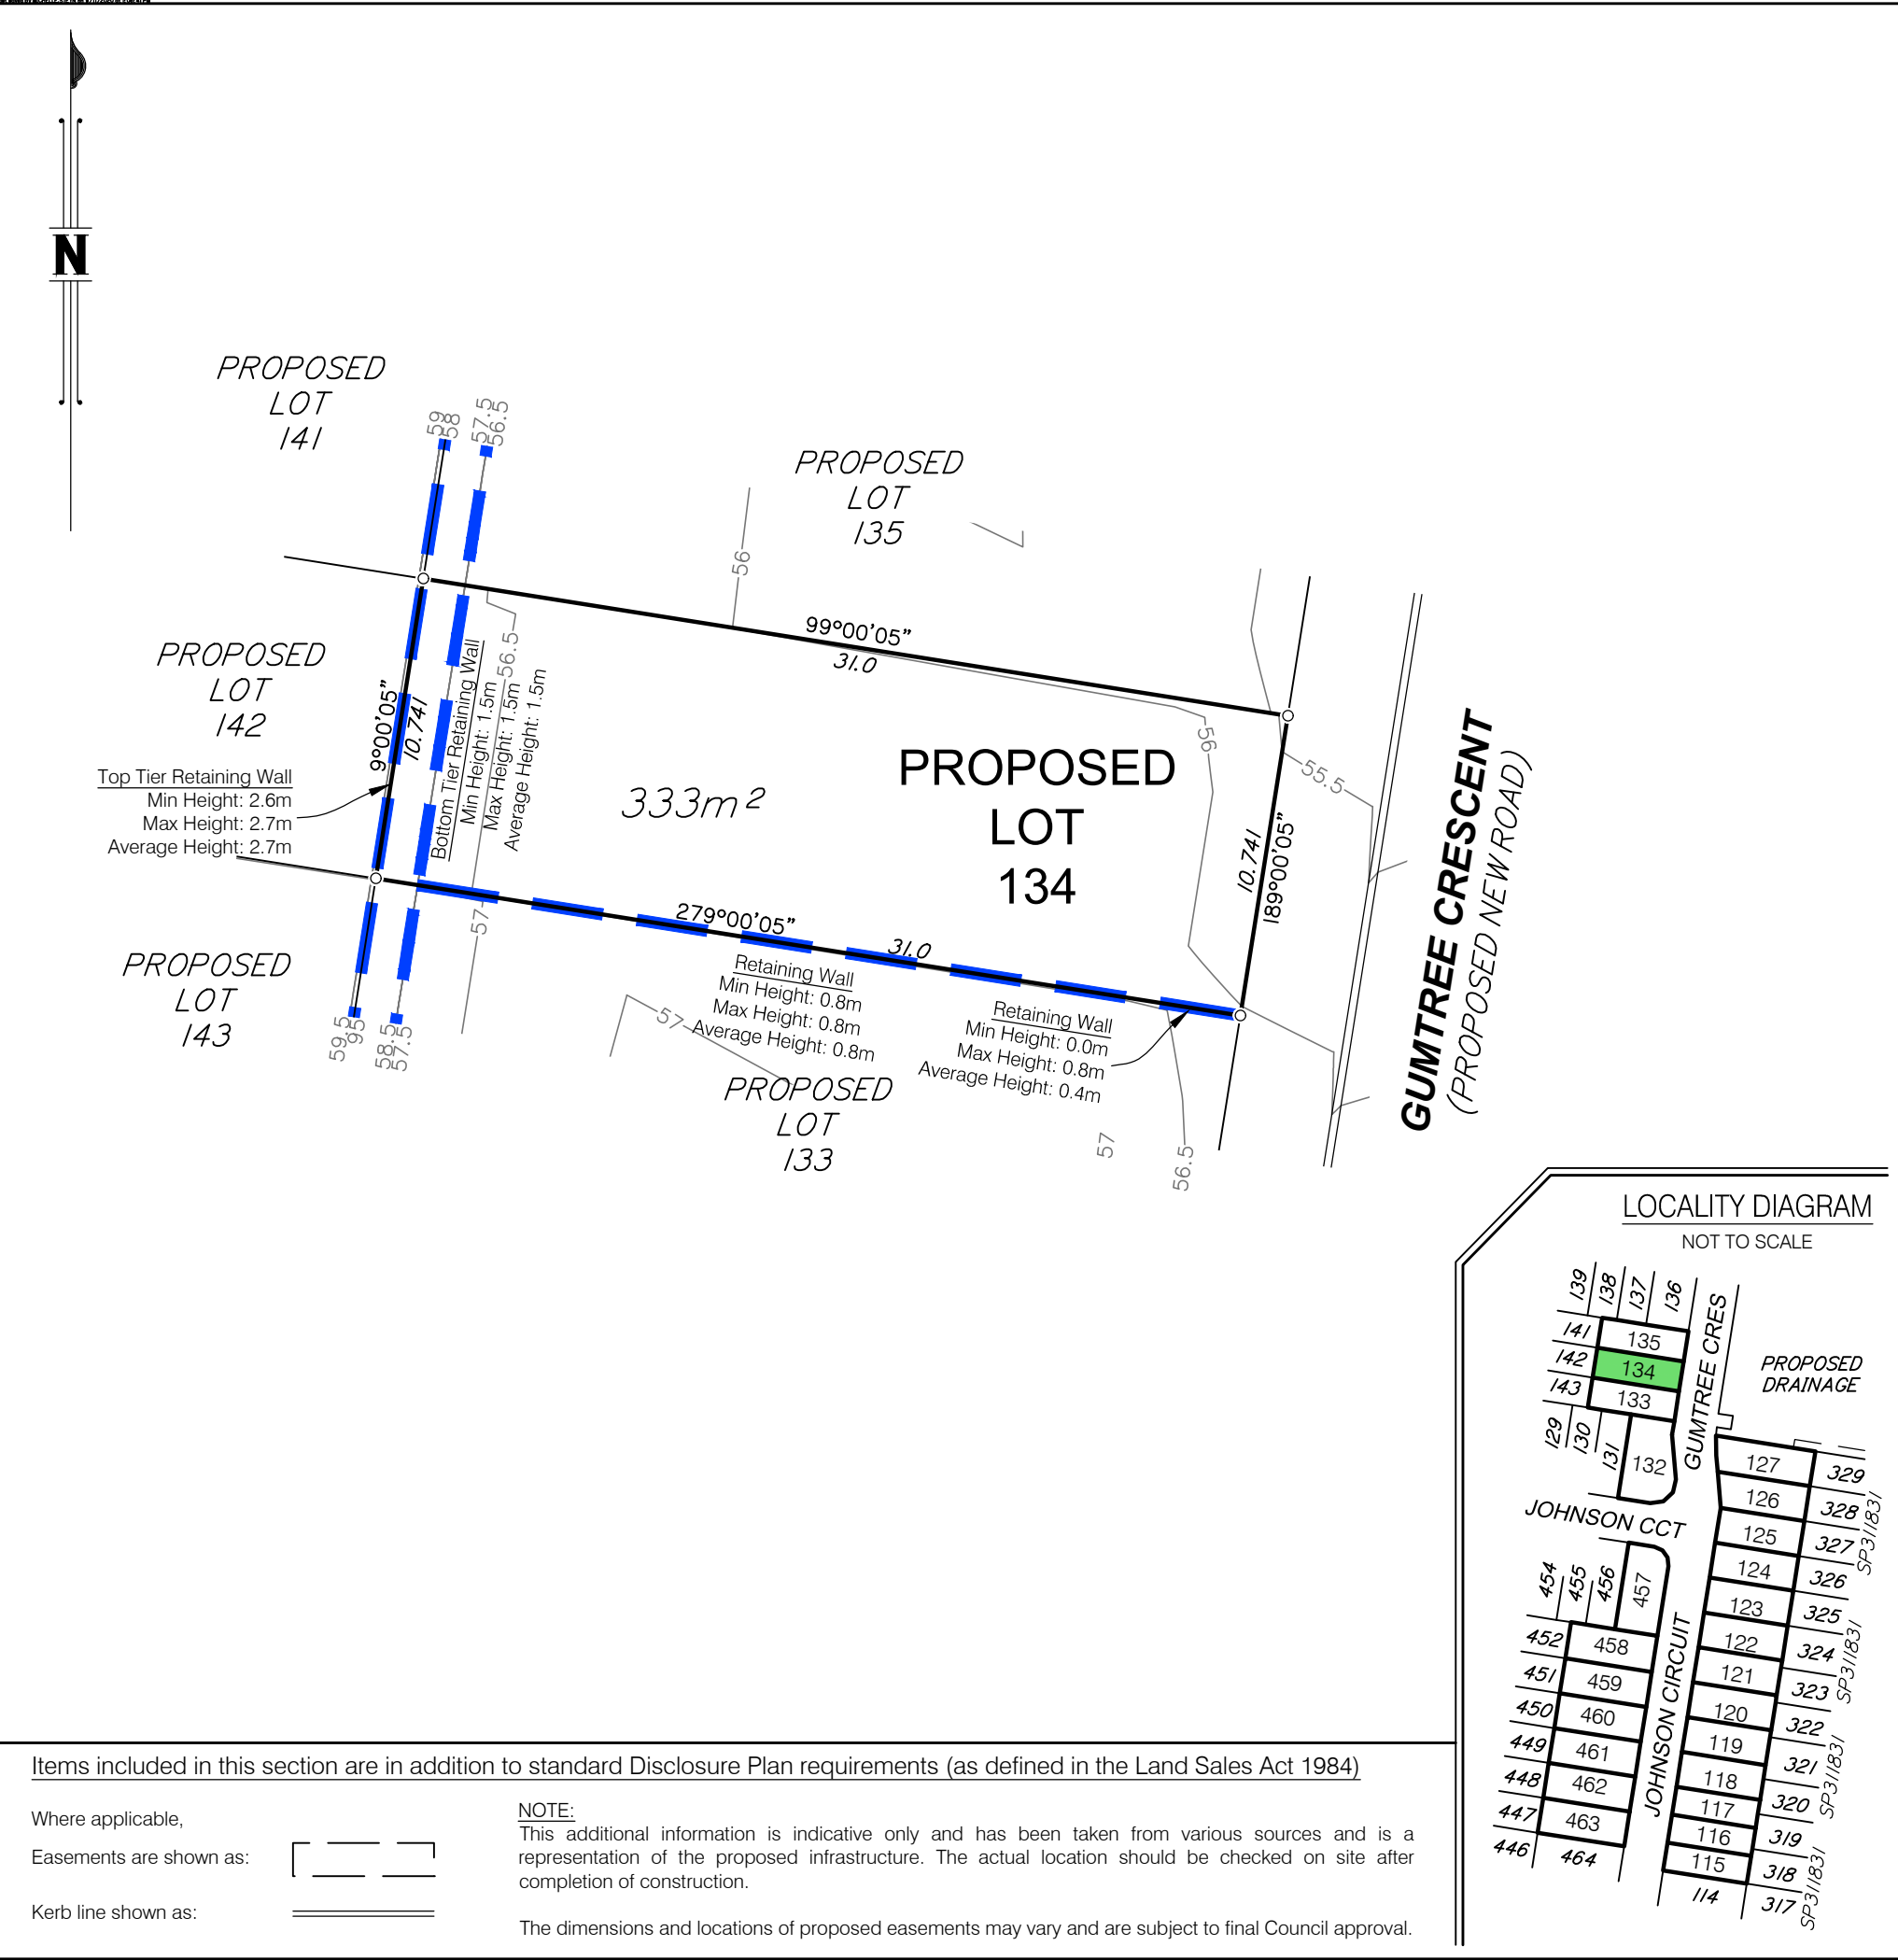 N
PROPOSED
LOT
141
59
58
57.5
56.5
PROPOSED
LOT
135
56
99°00'05"
31.0
PROPOSED
LOT
142
9°00'05"
10.741
Bottom Tier Retaining Wall
Min Height: 1.5m
Max Height: 1.5m
Average Height: 1.5m
56.5
Top Tier Retaining Wall
Min Height: 2.6m
Max Height: 2.7m
Average Height: 2.7m
333m²
PROPOSED
LOT
134
56
55.5
10.741
189°00'05"
GUMTREE CRESCENT
(PROPOSED NEW ROAD)
57
279°00'05"
31.0
PROPOSED
LOT
143
59.5
95
58.5
57.5
Retaining Wall
Min Height: 0.8m
Max Height: 0.8m
Average Height: 0.8m
57
Retaining Wall
Min Height: 0.0m
Max Height: 0.8m
Average Height: 0.4m
PROPOSED
LOT
133
57
56.5
LOCALITY DIAGRAM
NOT TO SCALE
139
138
137
136
141
135
142
134
143
133
GUMTREE CRES
PROPOSED
DRAINAGE
129
130
131
132
127
329
126
328
JOHNSON CCT
125
327
SP311831
124
326
454
455
456
457
123
325
452
458
122
324
SP311831
451
459
121
323
JOHNSON CIRCUIT
450
460
120
322
449
461
119
321
SP311831
448
462
118
320
447
463
117
319
446
464
116
318
115
317
SP311831
114
Items included in this section are in addition to standard Disclosure Plan requirements (as defined in the Land Sales Act 1984)
Where applicable,
Easements are shown as:
Kerb line shown as:
NOTE:
This additional information is indicative only and has been taken from various sources and is a
representation of the proposed infrastructure. The actual location should be checked on site after
completion of construction.
The dimensions and locations of proposed easements may vary and are subject to final Council approval.